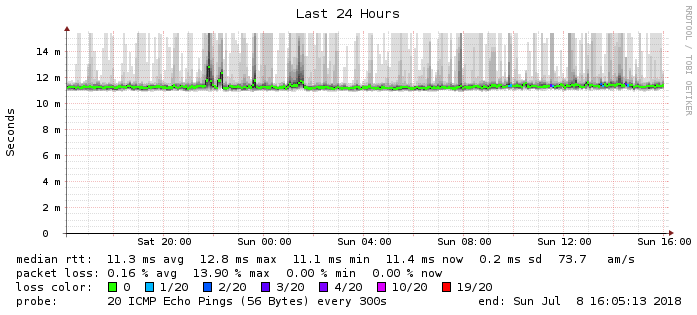 Last 24 Hours
RRDTOOL / TOBI OETIKER
Seconds
14 m
12 m
10 m
8 m
6 m
4 m
2 m
0
Sat 20:00 Sun 00:00 Sun 04:00 Sun 08:00 Sun 12:00 Sun 16:00
median rtt: 11.3 ms avg 12.8 ms max 11.1 ms min 11.4 ms now 0.2 ms sd 73.7 am/s
packet loss: 0.16 % avg 13.90 % max 0.00 % min 0.00 % now
loss color: 0 1/20 2/20 3/20 4/20 10/20 19/20
probe: 20 ICMP Echo Pings (56 Bytes) every 300s end: Sun Jul 8 16:05:13 2018